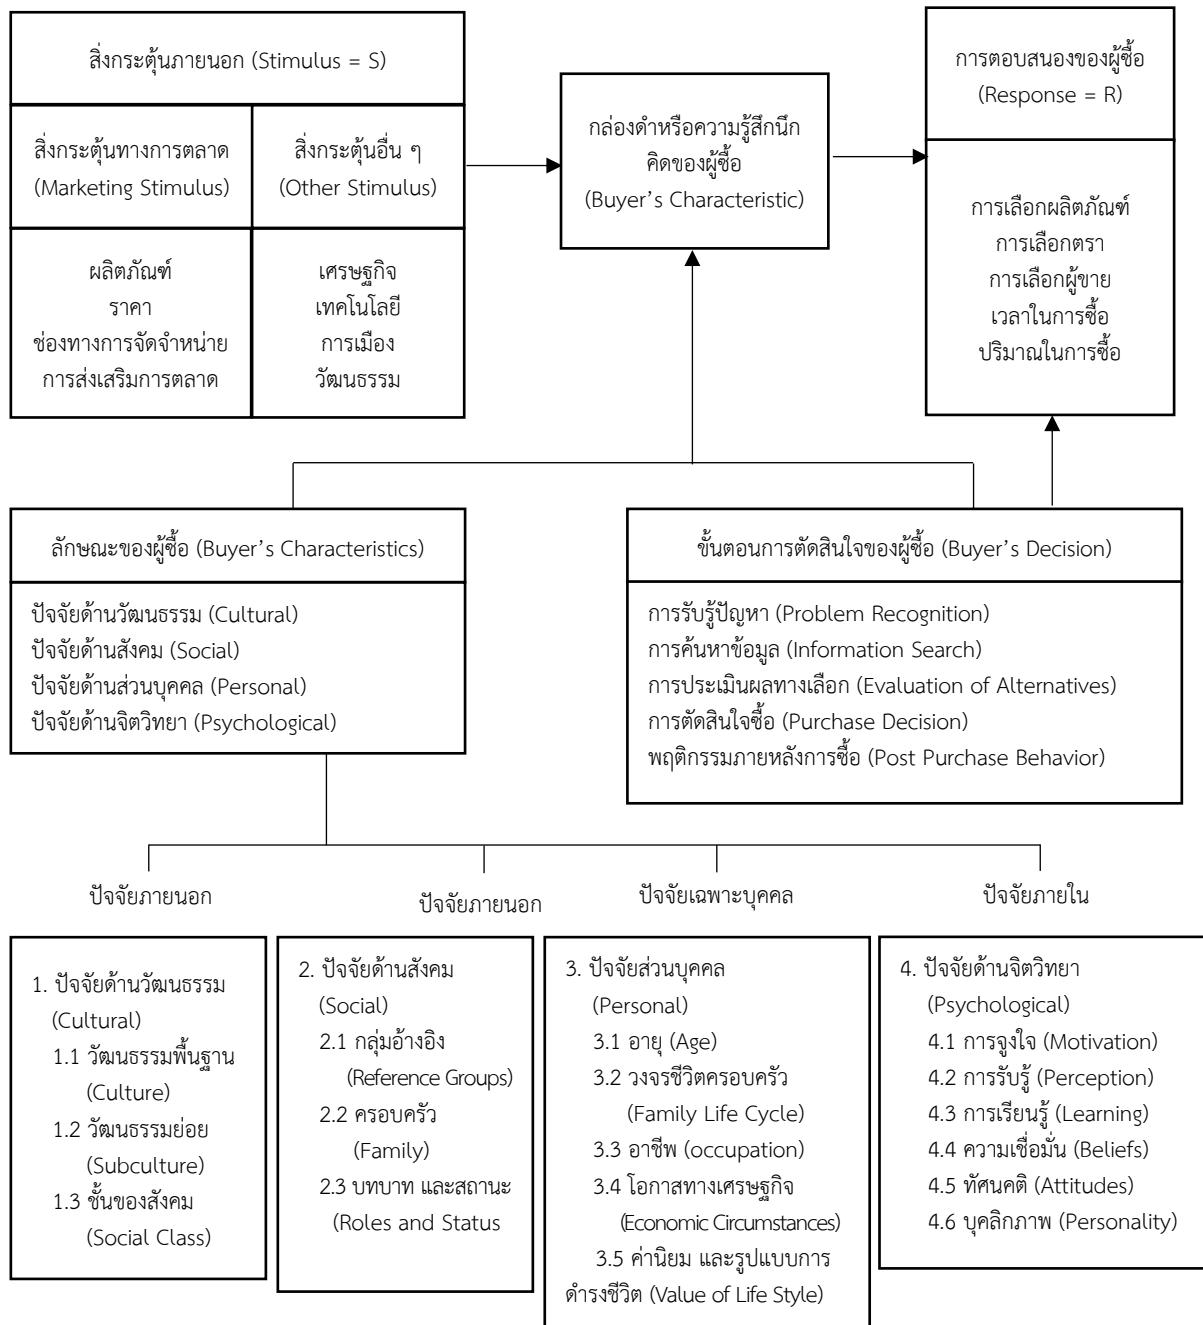 สิ่งกระตุ้นภายนอก (Stimulus = S)
สิ่งกระตุ้นทางการตลาด
(Marketing Stimulus)
สิ่งกระตุ้นอื่น ๆ
(Other Stimulus)
ผลิตภัณฑ์
ราคา
ช่องทางการจัดจำหน่าย
การส่งเสริมการตลาด
เศรษฐกิจ
เทคโนโลยี
การเมือง
วัฒนธรรม
กล่องดำหรือความรู้สึกนึก
คิดของผู้ซื้อ
(Buyer’s Characteristic)
การตอบสนองของผู้ซื้อ
(Response = R)
การเลือกผลิตภัณฑ์
การเลือกตรา
การเลือกผู้ขาย
เวลาในการซื้อ
ปริมาณในการซื้อ
ลักษณะของผู้ซื้อ (Buyer’s Characteristics)
ปัจจัยด้านวัฒนธรรม (Cultural)
ปัจจัยด้านสังคม (Social)
ปัจจัยด้านส่วนบุคคล (Personal)
ปัจจัยด้านจิตวิทยา (Psychological)
ขั้นตอนการตัดสินใจของผู้ซื้อ (Buyer’s Decision)
การรับรู้ปัญหา (Problem Recognition)
การค้นหาข้อมูล (Information Search)
การประเมินผลทางเลือก (Evaluation of Alternatives)
การตัดสินใจซื้อ (Purchase Decision)
พฤติกรรมภายหลังการซื้อ (Post Purchase Behavior)
ปัจจัยภายนอก
1. ปัจจัยด้านวัฒนธรรม
(Cultural)
1.1 วัฒนธรรมพื้นฐาน
(Culture)
1.2 วัฒนธรรมย่อย
(Subculture)
1.3 ชั้นของสังคม
(Social Class)
ปัจจัยภายนอก
2. ปัจจัยด้านสังคม
(Social)
2.1 กลุ่มอ้างอิง
(Reference Groups)
2.2 ครอบครัว
(Family)
2.3 บทบาท และสถานะ
(Roles and Status
ปัจจัยเฉพาะบุคคล
3. ปัจจัยส่วนบุคคล
(Personal)
3.1 อายุ (Age)
3.2 วงจรชีวิตครอบครัว
(Family Life Cycle)
3.3 อาชีพ (occupation)
3.4 โอกาสทางเศรษฐกิจ
(Economic Circumstances)
3.5 ค่านิยม และรูปแบบการ
ดำรงชีวิต (Value of Life Style)
ปัจจัยภายใน
4. ปัจจัยด้านจิตวิทยา
(Psychological)
4.1 การจูงใจ (Motivation)
4.2 การรับรู้ (Perception)
4.3 การเรียนรู้ (Learning)
4.4 ความเชื่อมั่น (Beliefs)
4.5 ทัศนคติ (Attitudes)
4.6 บุคลิกภาพ (Personality)